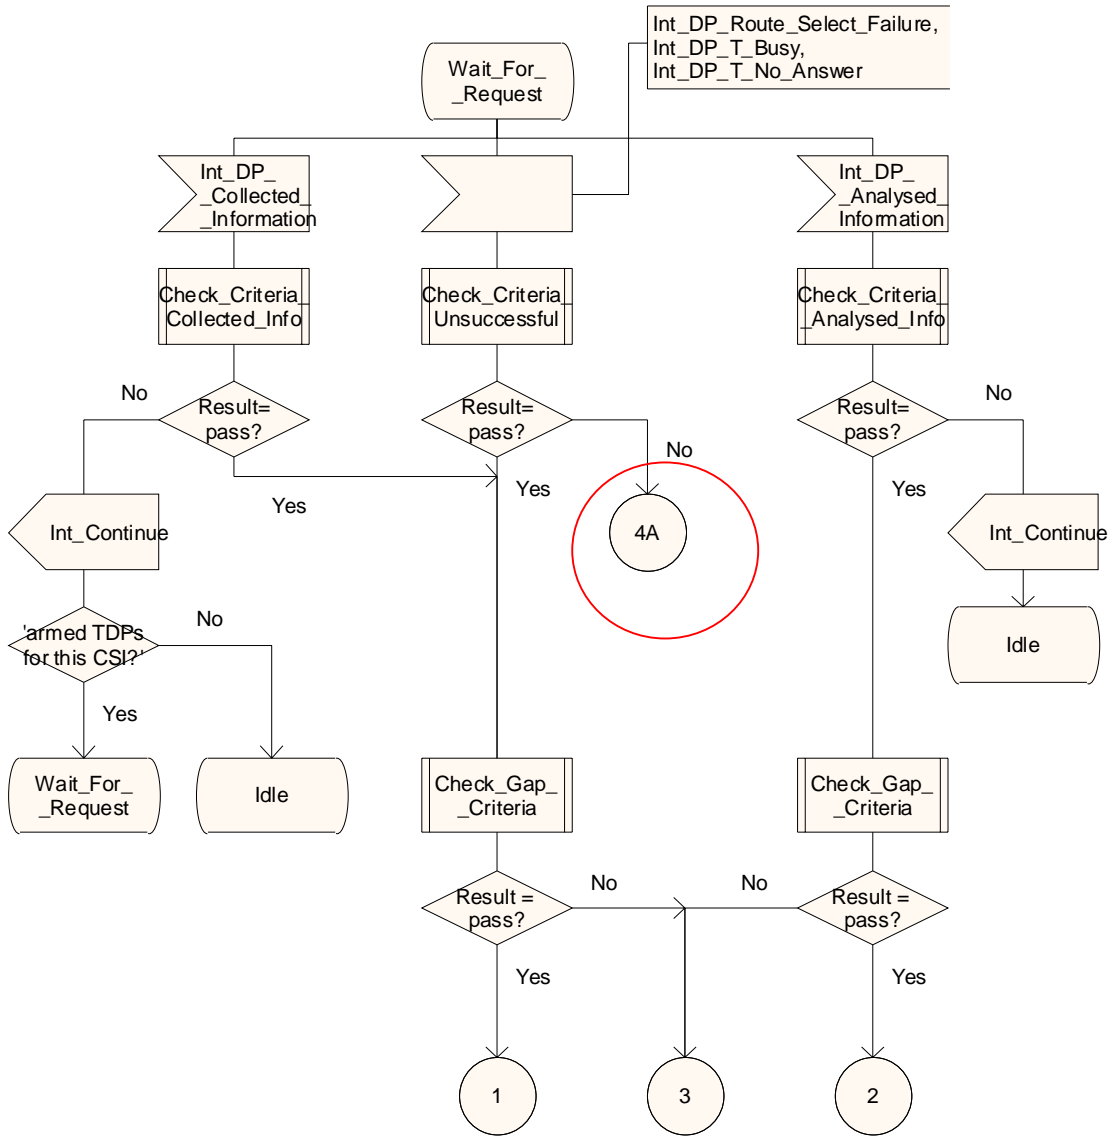 Int_DP_Route_Select_Failure,
Int_DP_T_Busy,
Int_DP_T_No_Answer
Wait_For_
_Request
Int_DP_
_Collected_
_Information
Int_DP_
_Analysed_
Information
Check_Criteria_
Collected_Info
Check_Criteria_
Unsuccessful
Check_Criteria_
_Analysed_Info
No
Result=
pass?
Yes
Result=
pass?
No
Yes
Result=
pass?
No
Yes
Int_Continue
4A
Int_Continue
'armed TDPs
for this CSI?'
No
Yes
Idle
Wait_For_
_Request
Idle
Check_Gap_
_Criteria
Check_Gap_
_Criteria
Result =
pass?
No
No
Result =
pass?
Yes
Yes
1
3
2